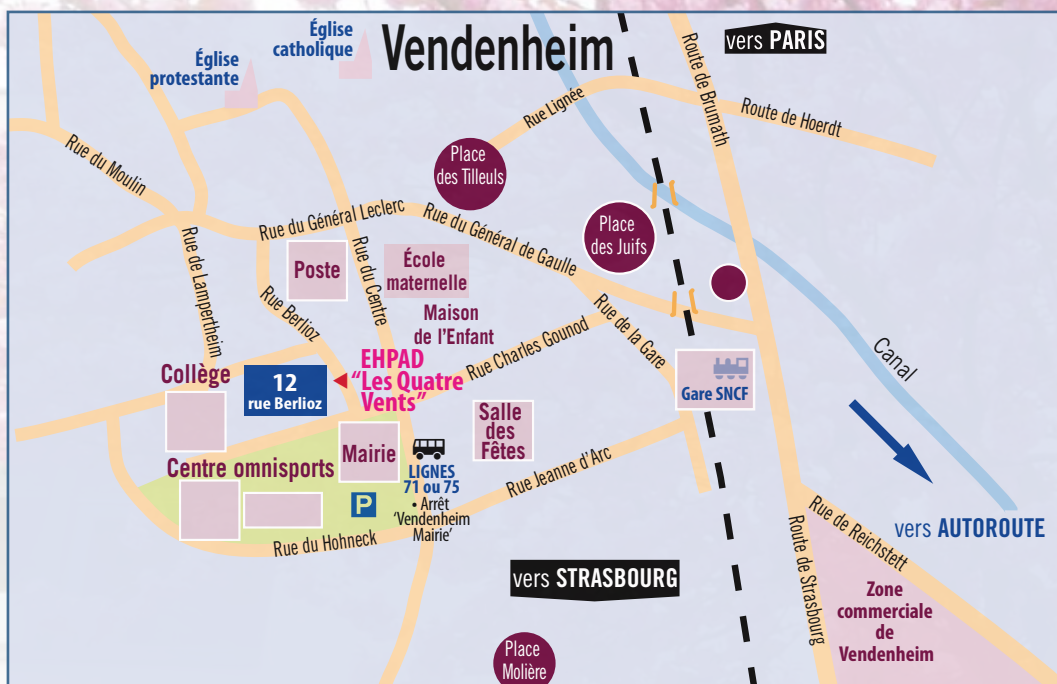 Vendenheim
vers PARIS
Église
catholique
Église
protestante
Rue Lignée
Route de Brumath
Route de Hoerdt
Rue du Moulin
Place
des Tilleuls
Rue du Général Leclerc
Rue du Général de Gaulle
Place
des Juifs
Rue de Lampertheim
Poste
Rue du Centre
École
maternelle
Rue Berlioz
Maison
de l'Enfant
Rue Charles Gounod
Rue de la Gare
Canal
Collège
12
rue Berlioz
EHPAD
"Les Quatre
Vents"
Gare SNCF
Salle
des
Fêtes
Mairie
Centre omnisports
LIGNES
71 ou 75
• Arrêt
'Vendenheim
Mairie'
P
Rue Jeanne d'Arc
Rue du Hohneck
vers AUTOROUTE
Rue de Reichstett
Route de Strasbourg
vers STRASBOURG
Zone
commerciale
de
Vendenheim
Place
Molière